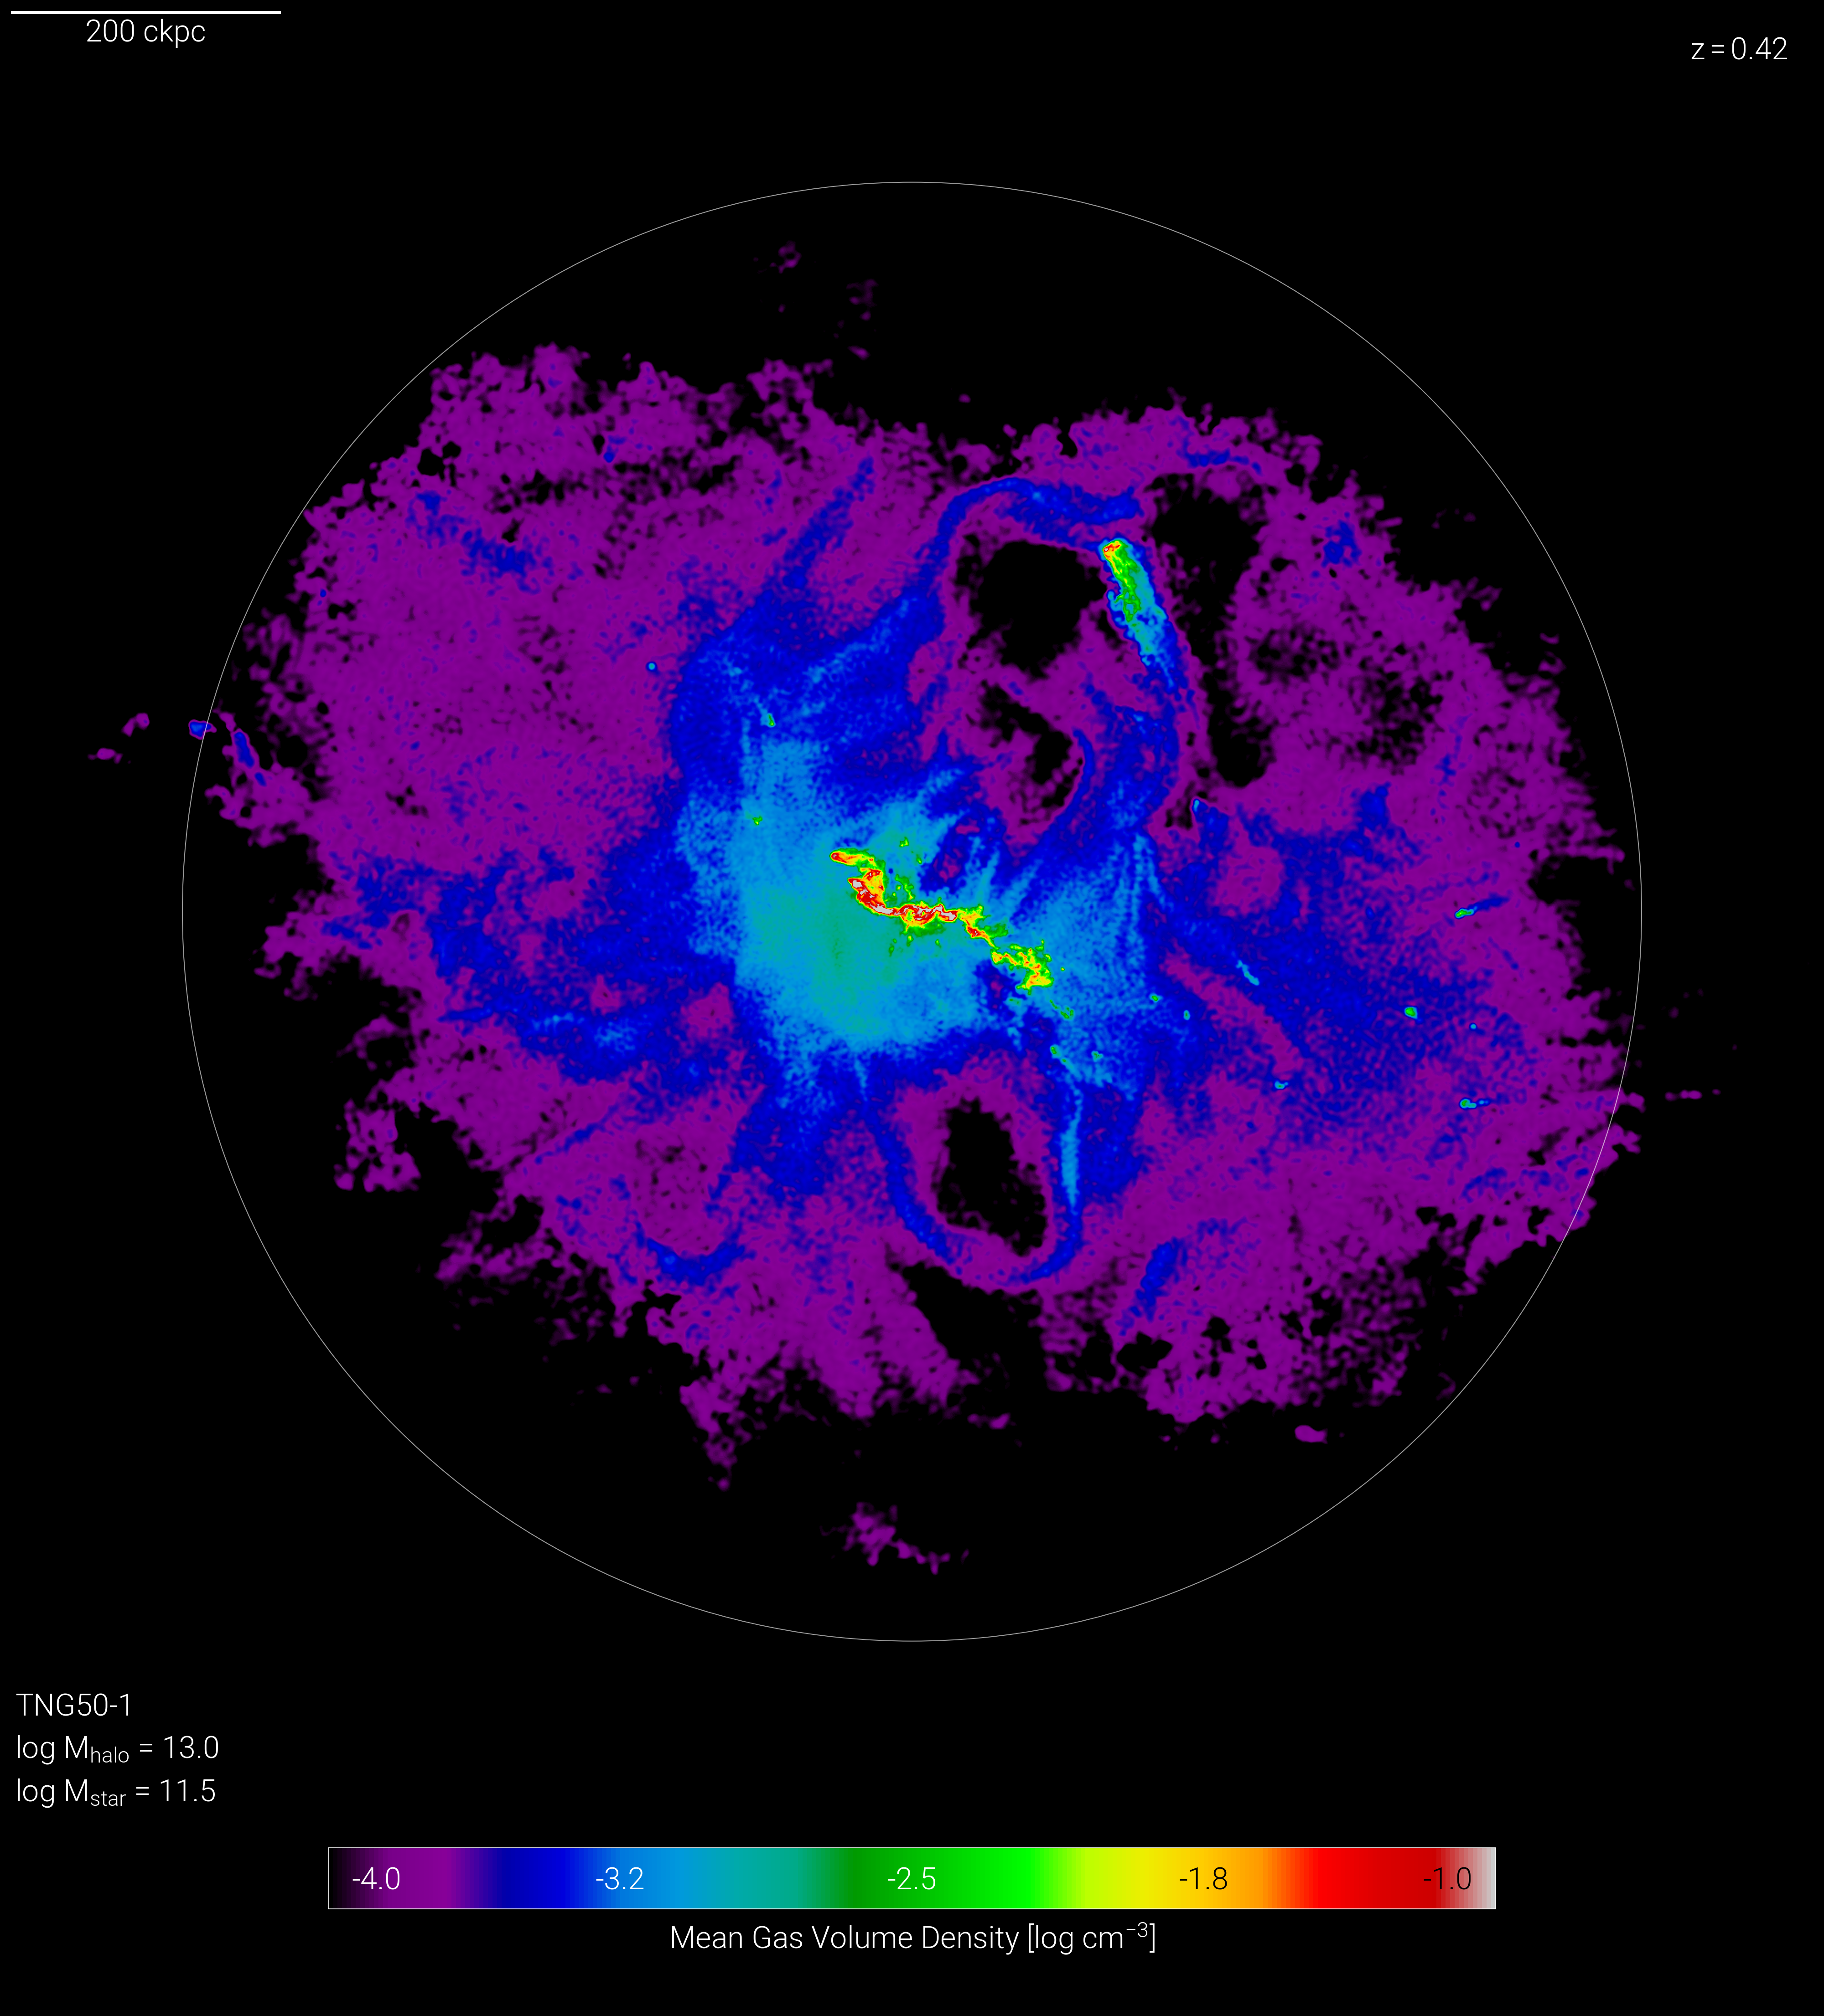 200 ckpc
z = 0.42
TNG50-1
log Mhalo = 13.0
log Mstar = 11.5
-4.0 -3.2 -2.5 -1.8 -1.0
Mean Gas Volume Density [log cm⁻³]